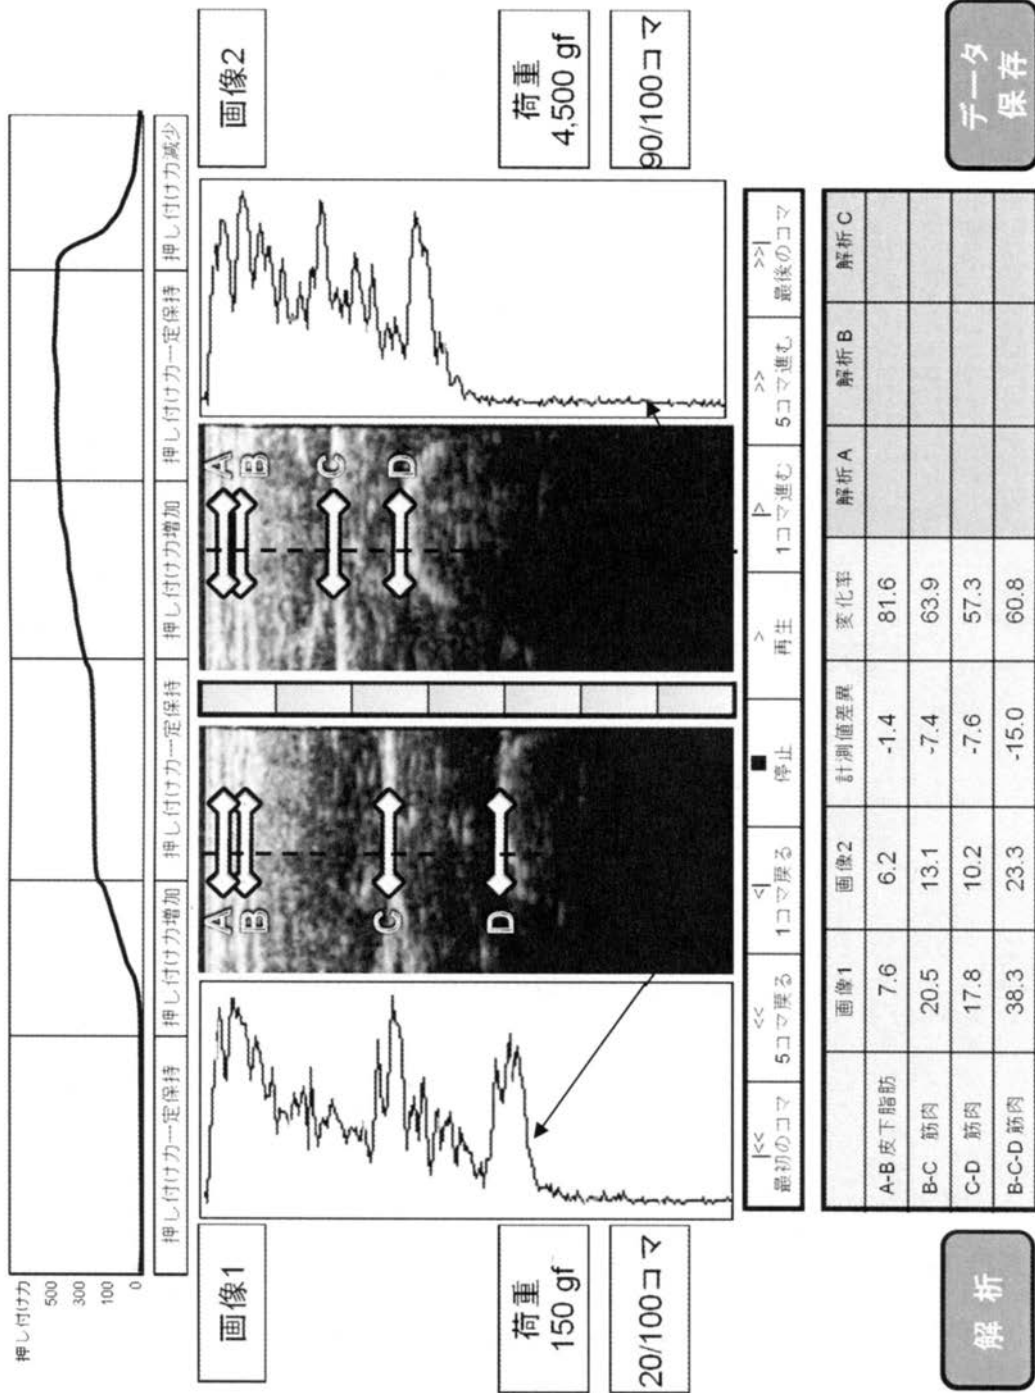 押し付け力
500
300
100
0
押し付け力一定保持
押し付け力増加
押し付け力一定保持
押し付け力増加
押し付け力一定保持
押し付け力減少
画像1
画像2
A
B
C
D
A
B
C
D
荷重
150 gf
荷重
4,500 gf
20/100コマ
90/100コマ
|<<
最初のコマ
<<
5コマ戻る
<|
1コマ戻る
■
停止
>
再生
|>
1コマ進む
>>
5コマ進む
>>|
最後のコマ
画像1 画像2 計測値差異 変化率 解析A 解析B 解析C
A-B 皮下脂肪 7.6 6.2 -1.4 81.6
B-C 筋肉 20.5 13.1 -7.4 63.9
C-D 筋肉 17.8 10.2 -7.6 57.3
B-C-D 筋肉 38.3 23.3 -15.0 60.8
解 析
データ
保存